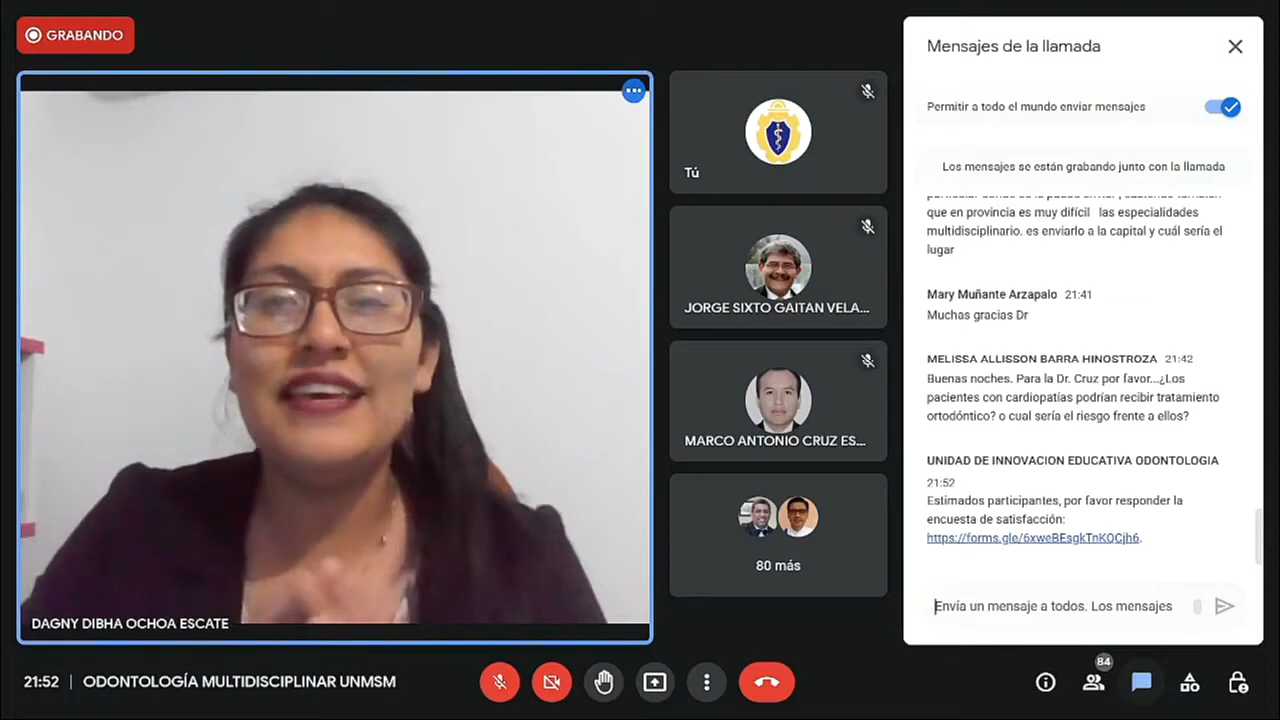 GRABANDO
DAGNY DIBHA OCHOA ESCATE
Tú
JORGE SIXTO GAITAN VELA...
MARCO ANTONIO CRUZ ES...
80 más
Mensajes de la llamada
Permitir a todo el mundo enviar mensajes
Los mensajes se están grabando junto con la llamada
que en provincia es muy difícil las especialidades
multidisciplinario. es enviarlo a la capital y cuál sería el
lugar
Mary Muñante Arzapalo 21:41
Muchas gracias Dr
MELISSA ALLISSON BARRA HINOSTROZA 21:42
Buenas noches. Para la Dr. Cruz por favor...¿Los
pacientes con cardiopatías podrían recibir tratamiento
ortodóntico? o cual sería el riesgo frente a ellos?
UNIDAD DE INNOVACION EDUCATIVA ODONTOLOGIA
21:52
Estimados participantes, por favor responder la
encuesta de satisfacción:
https://forms.gle/6xweBEsgkTnKQCjh6.
Envía un mensaje a todos. Los mensajes
21:52 | ODONTOLOGÍA MULTIDISCIPLINAR UNMSM
84